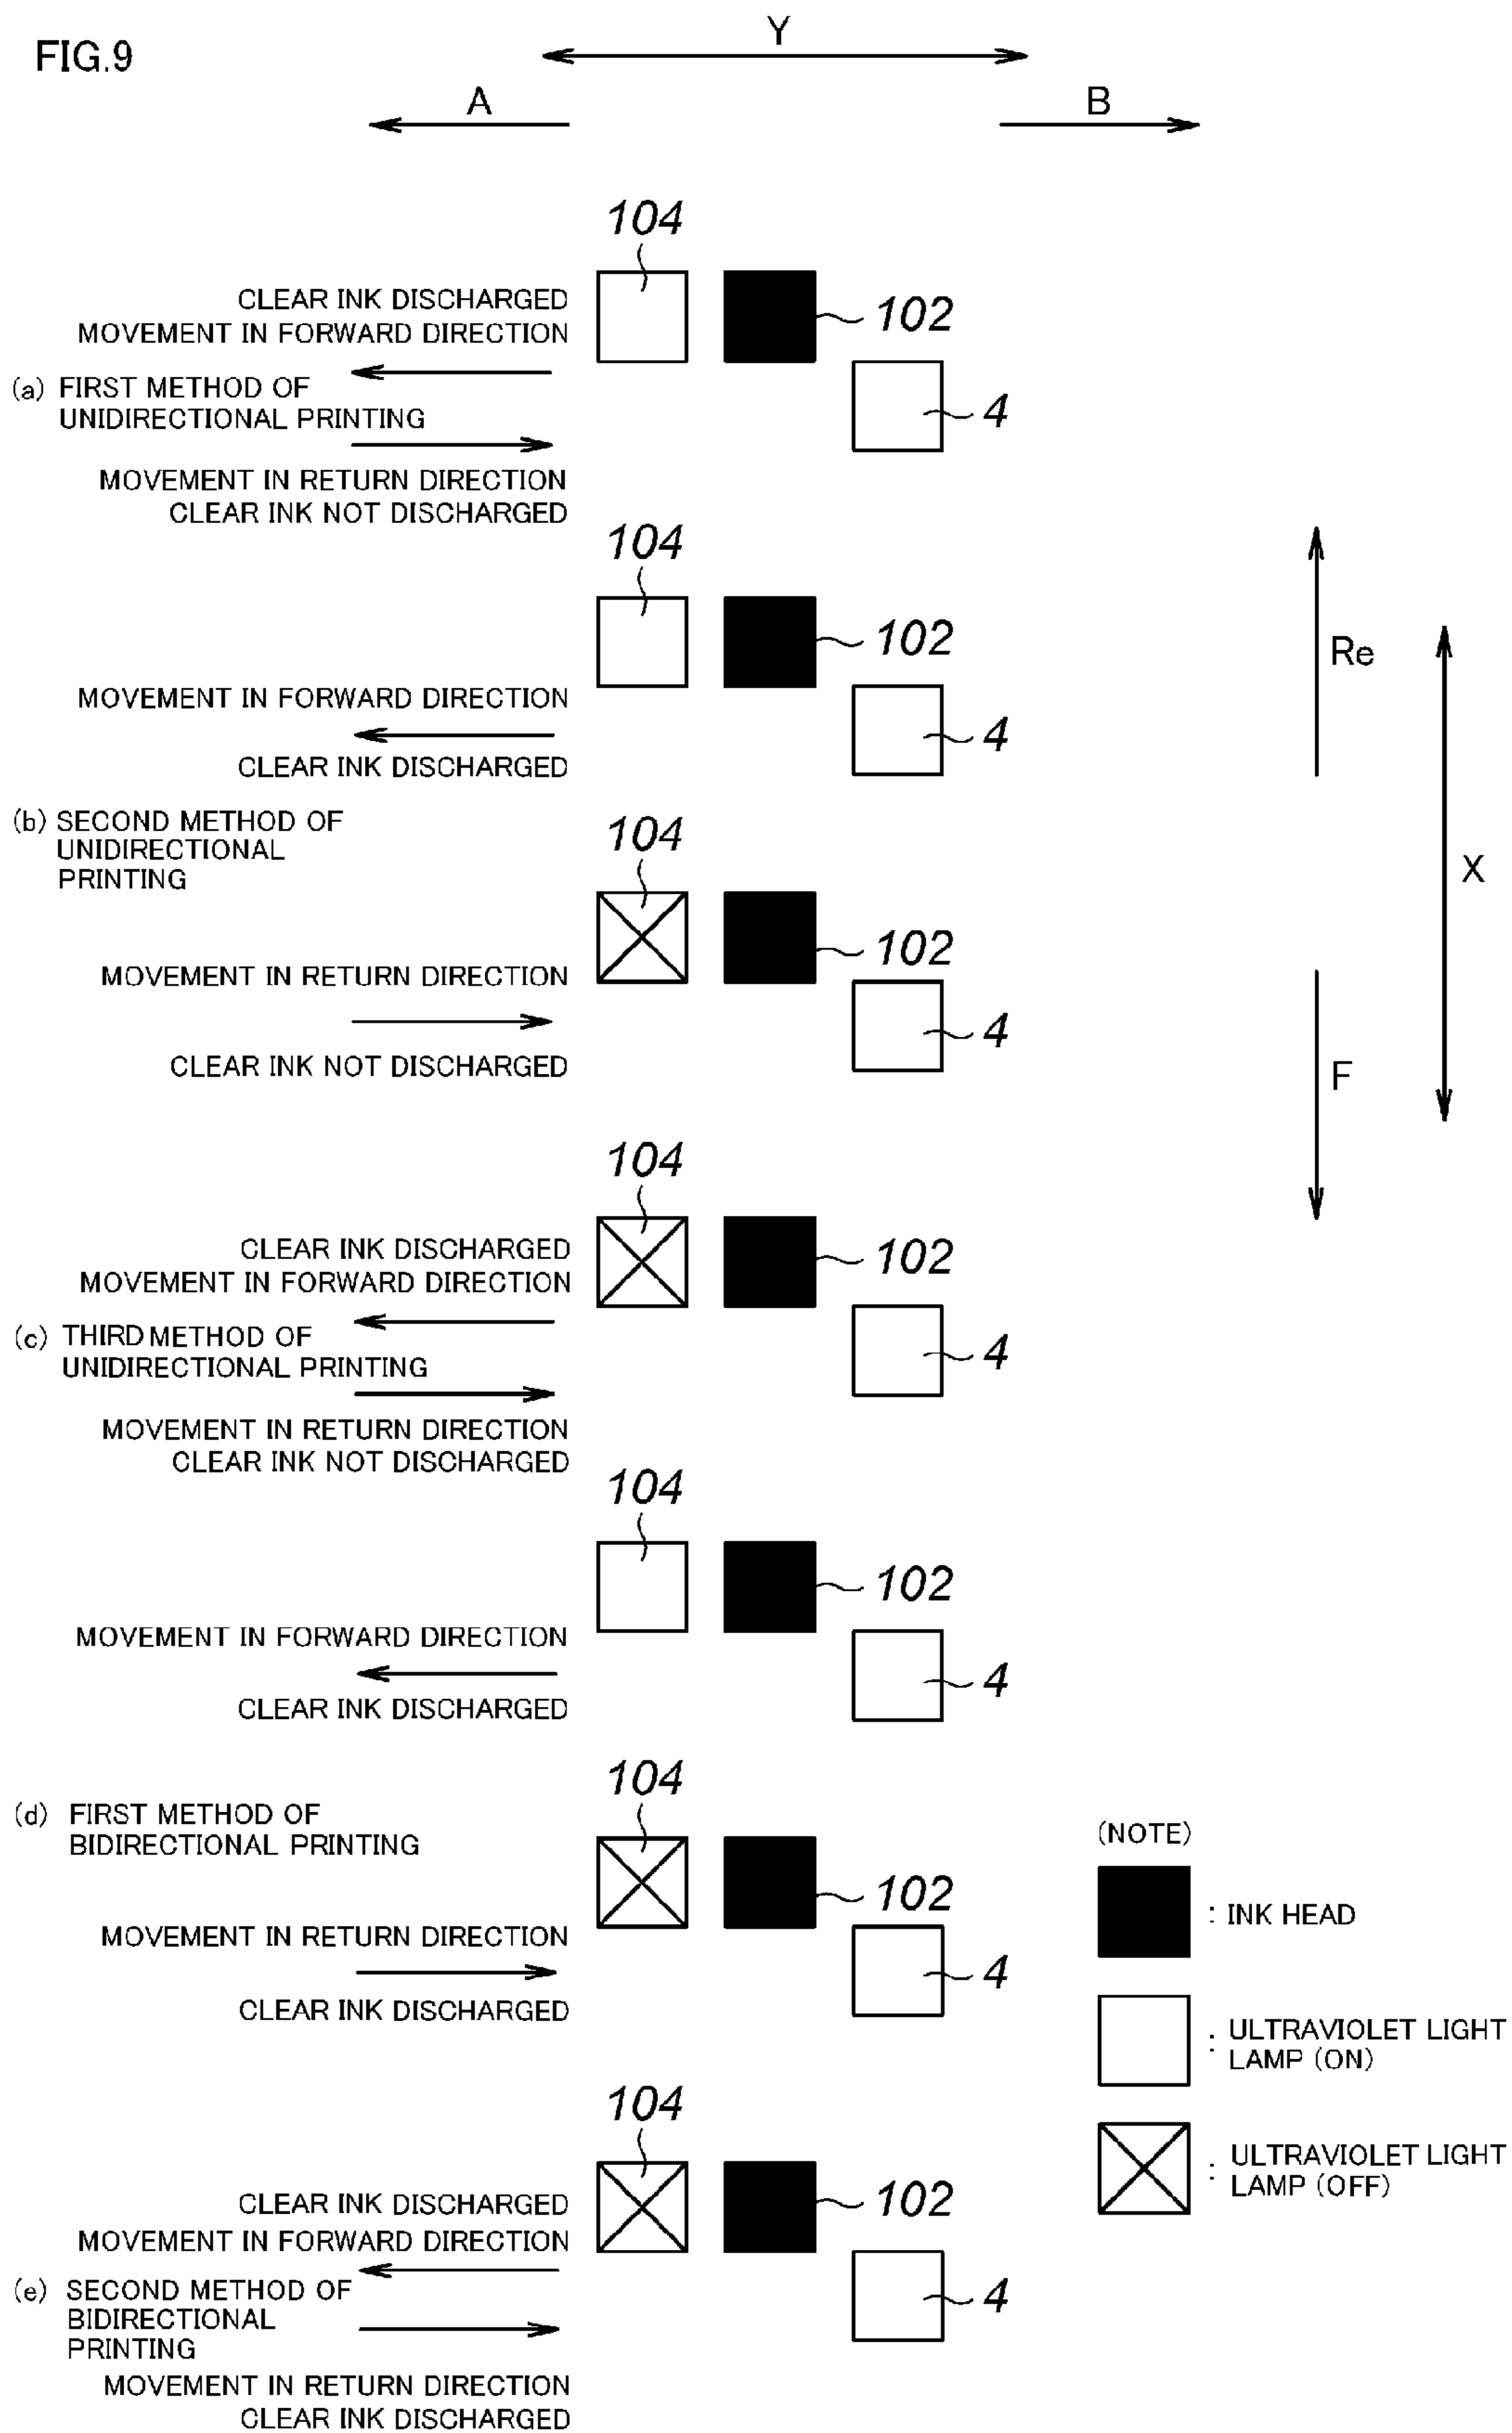 FIG.9
Y
A
B
104
CLEAR INK DISCHARGED
MOVEMENT IN FORWARD DIRECTION
102
(a) FIRST METHOD OF
UNIDIRECTIONAL PRINTING
4
MOVEMENT IN RETURN DIRECTION
CLEAR INK NOT DISCHARGED
104
102
Re
MOVEMENT IN FORWARD DIRECTION
4
CLEAR INK DISCHARGED
(b) SECOND METHOD OF
UNIDIRECTIONAL
PRINTING
104
X
102
MOVEMENT IN RETURN DIRECTION
4
CLEAR INK NOT DISCHARGED
F
104
CLEAR INK DISCHARGED
MOVEMENT IN FORWARD DIRECTION
102
(c) THIRD METHOD OF
UNIDIRECTIONAL PRINTING
4
MOVEMENT IN RETURN DIRECTION
CLEAR INK NOT DISCHARGED
104
102
MOVEMENT IN FORWARD DIRECTION
4
CLEAR INK DISCHARGED
104
(d) FIRST METHOD OF
BIDIRECTIONAL PRINTING
102
MOVEMENT IN RETURN DIRECTION
4
CLEAR INK DISCHARGED
(NOTE)
: INK HEAD
: ULTRAVIOLET LIGHT
LAMP (ON)
: ULTRAVIOLET LIGHT
LAMP (OFF)
104
CLEAR INK DISCHARGED
MOVEMENT IN FORWARD DIRECTION
102
(e) SECOND METHOD OF
BIDIRECTIONAL
PRINTING
4
MOVEMENT IN RETURN DIRECTION
CLEAR INK DISCHARGED